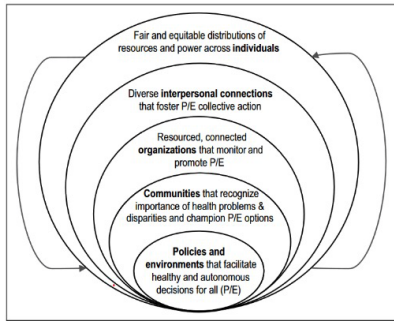 Fair and equitable distributions of
resources and power across individuals
Diverse interpersonal connections
that foster P/E collective action
Resourced, connected
organizations that monitor and
promote P/E
Communities that recognize
importance of health problems &
disparities and champion P/E options
Policies and
environments that facilitate
healthy and autonomous
decisions for all (P/E)